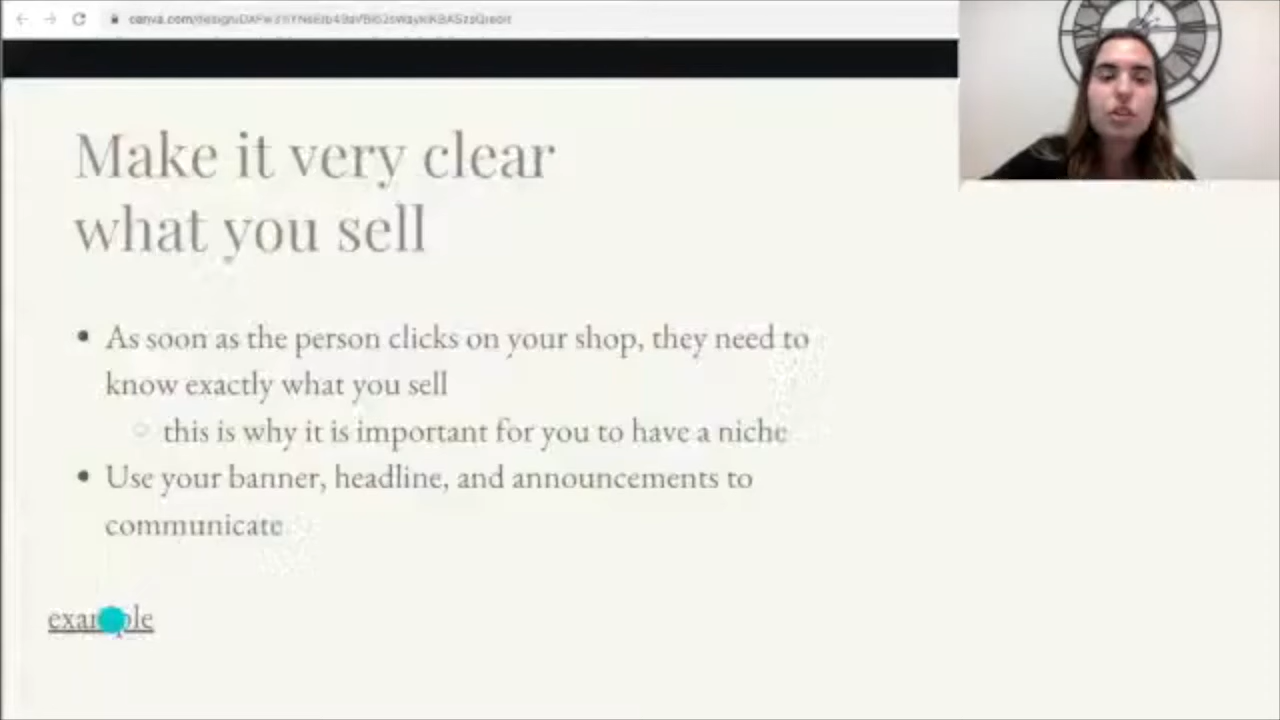 Make it very clear
what you sell
As soon as the person clicks on your shop, they need to
know exactly what you sell
this is why it is important for you to have a niche
Use your banner, headline, and announcements to
communicate
example